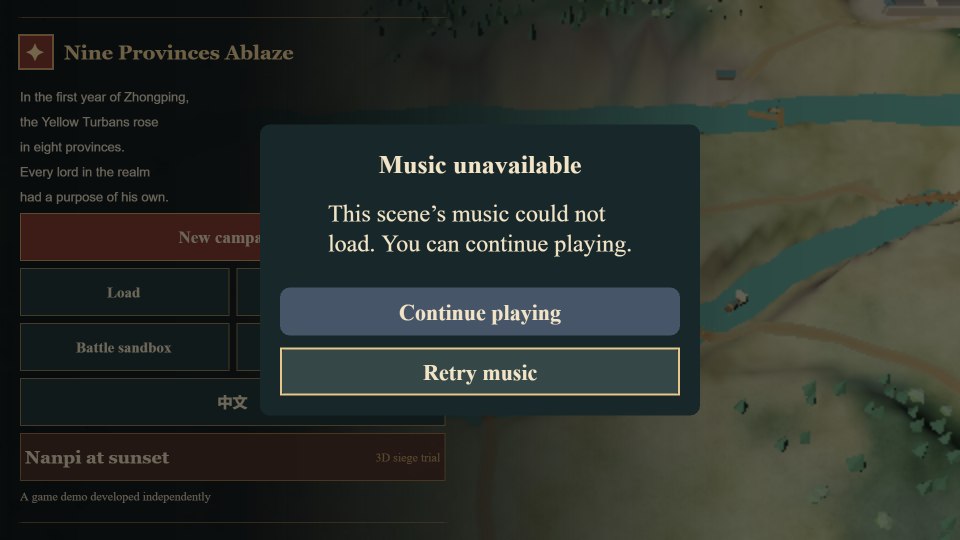 Nine Provinces Ablaze
In the first year of Zhongping,
the Yellow Turbans rose
in eight provinces.
Every lord in the realm
had a purpose of his own.
Music unavailable
This scene’s music could not
load. You can continue playing.
Continue playing
Retry music
Load
Battle sandbox
中文
Nanpi at sunset
3D siege trial
A game demo developed independently